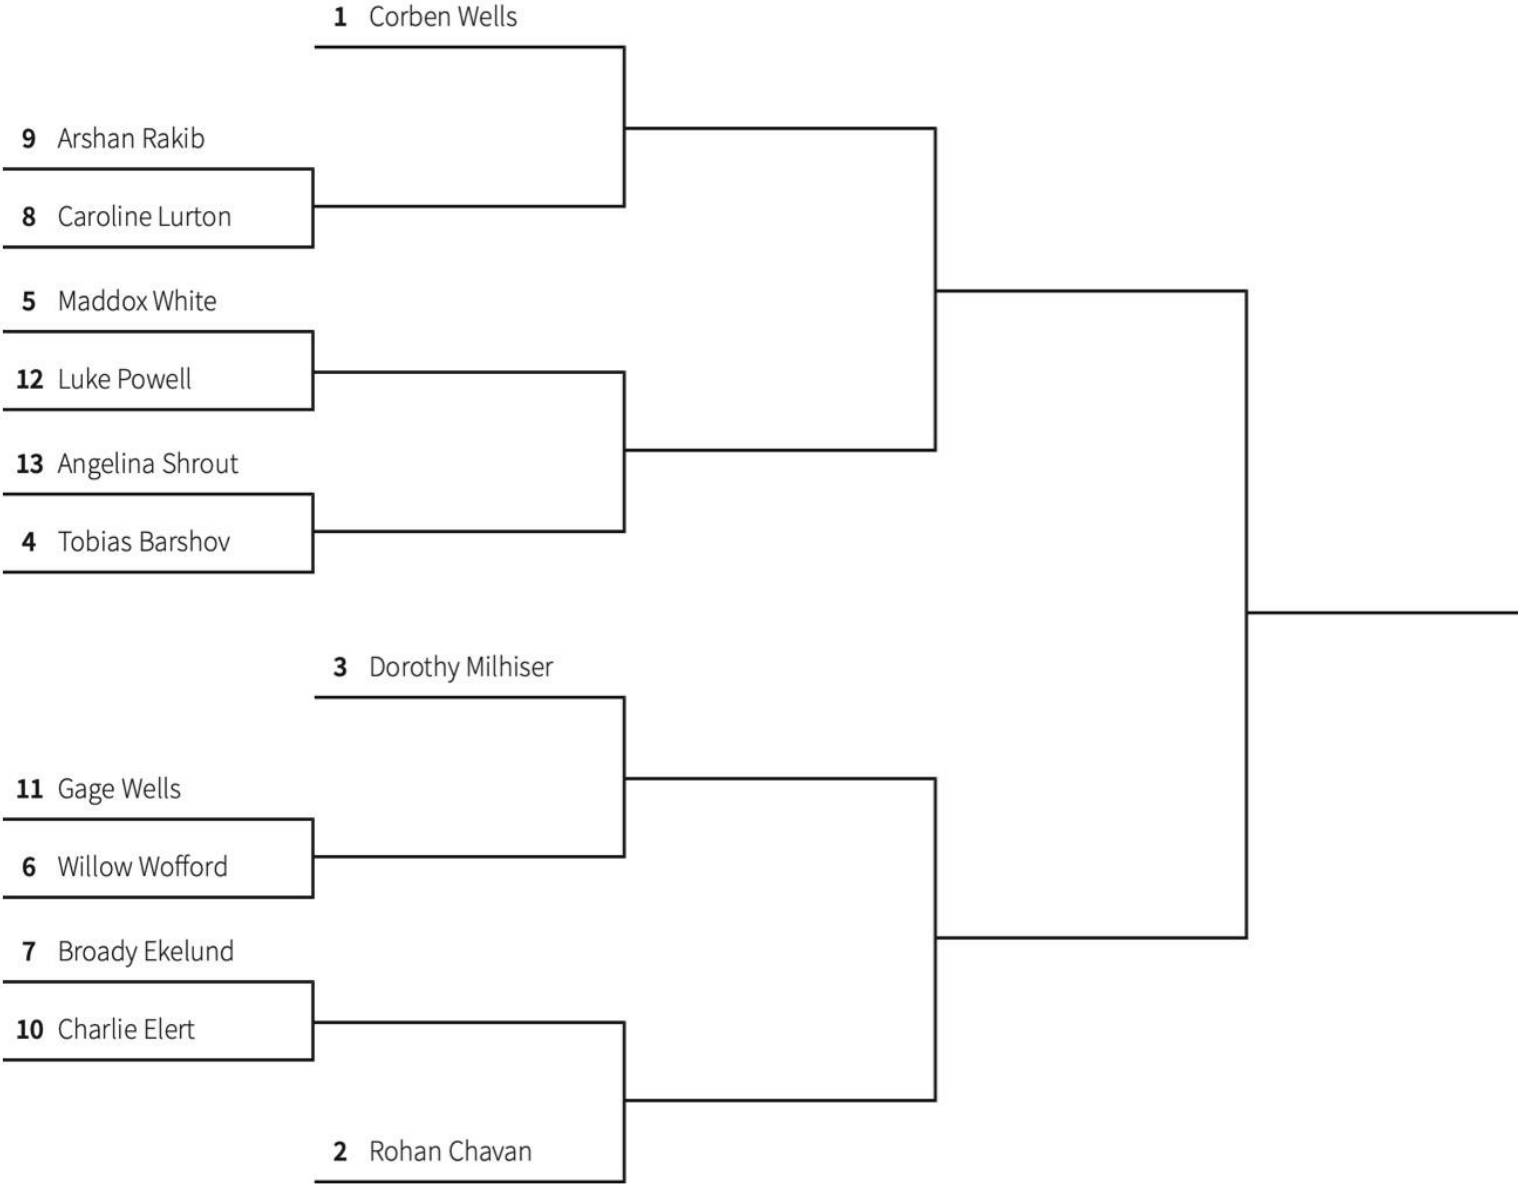 1 Corben Wells
9 Arshan Rakib
8 Caroline Lurton
5 Maddox White
12 Luke Powell
13 Angelina Shrout
4 Tobias Barshov
3 Dorothy Milhiser
11 Gage Wells
6 Willow Wofford
7 Broady Ekelund
10 Charlie Elert
2 Rohan Chavan